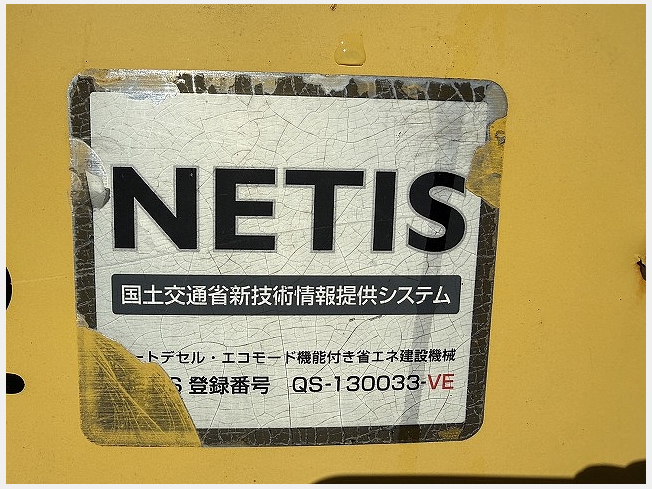 NETIS
国土交通省新技術情報提供システム
ートデセル・エコモード機能付き省エネ建設機械
S 登録番号 QS-130033-VE